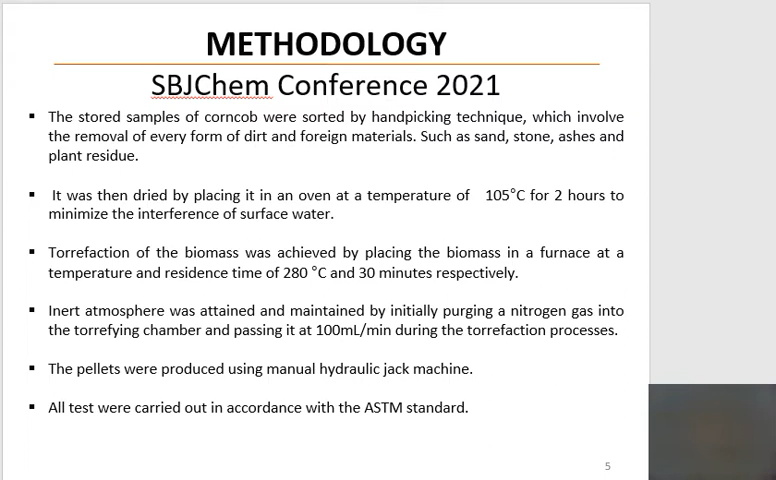 METHODOLOGY
SBJChem Conference 2021
▪ The stored samples of corncob were sorted by handpicking technique, which involve
the removal of every form of dirt and foreign materials. Such as sand, stone, ashes and
plant residue.
▪ It was then dried by placing it in an oven at a temperature of 105°C for 2 hours to
minimize the interference of surface water.
▪ Torrefaction of the biomass was achieved by placing the biomass in a furnace at a
temperature and residence time of 280 °C and 30 minutes respectively.
▪ Inert atmosphere was attained and maintained by initially purging a nitrogen gas into
the torrefying chamber and passing it at 100mL/min during the torrefaction processes.
▪ The pellets were produced using manual hydraulic jack machine.
▪ All test were carried out in accordance with the ASTM standard.
5